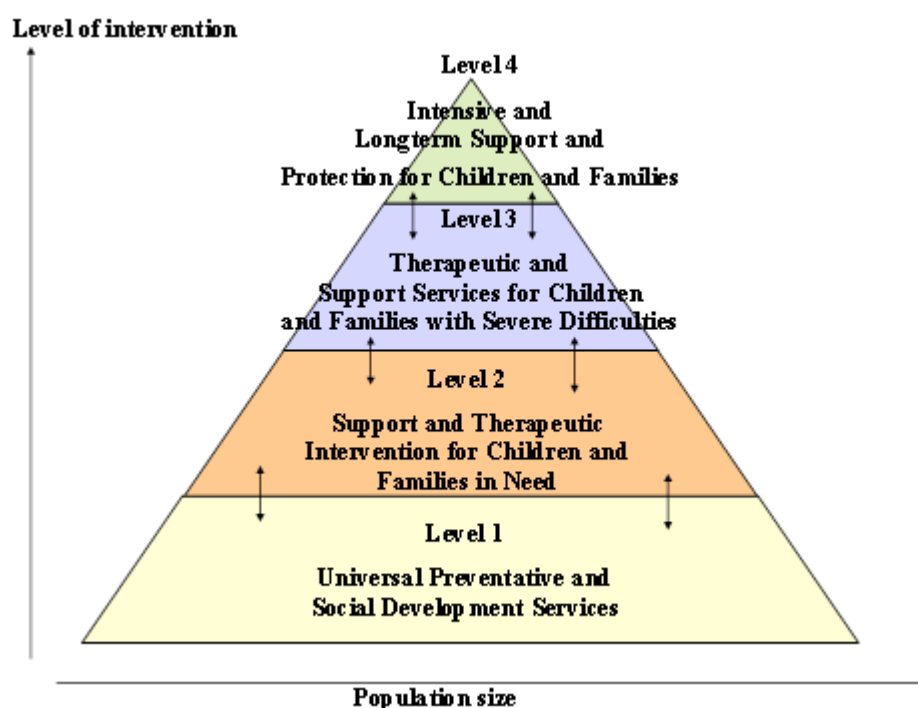 Level of intervention
Level 4
Intensive and
Longterm Support and
Protection for Children and Families
Level 3
Therapeutic and
Support Services for Children
and Families with Severe Difficulties
Level 2
Support and Therapeutic
Intervention for Children and
Families in Need
Level 1
Universal Preventative and
Social Development Services
Population size